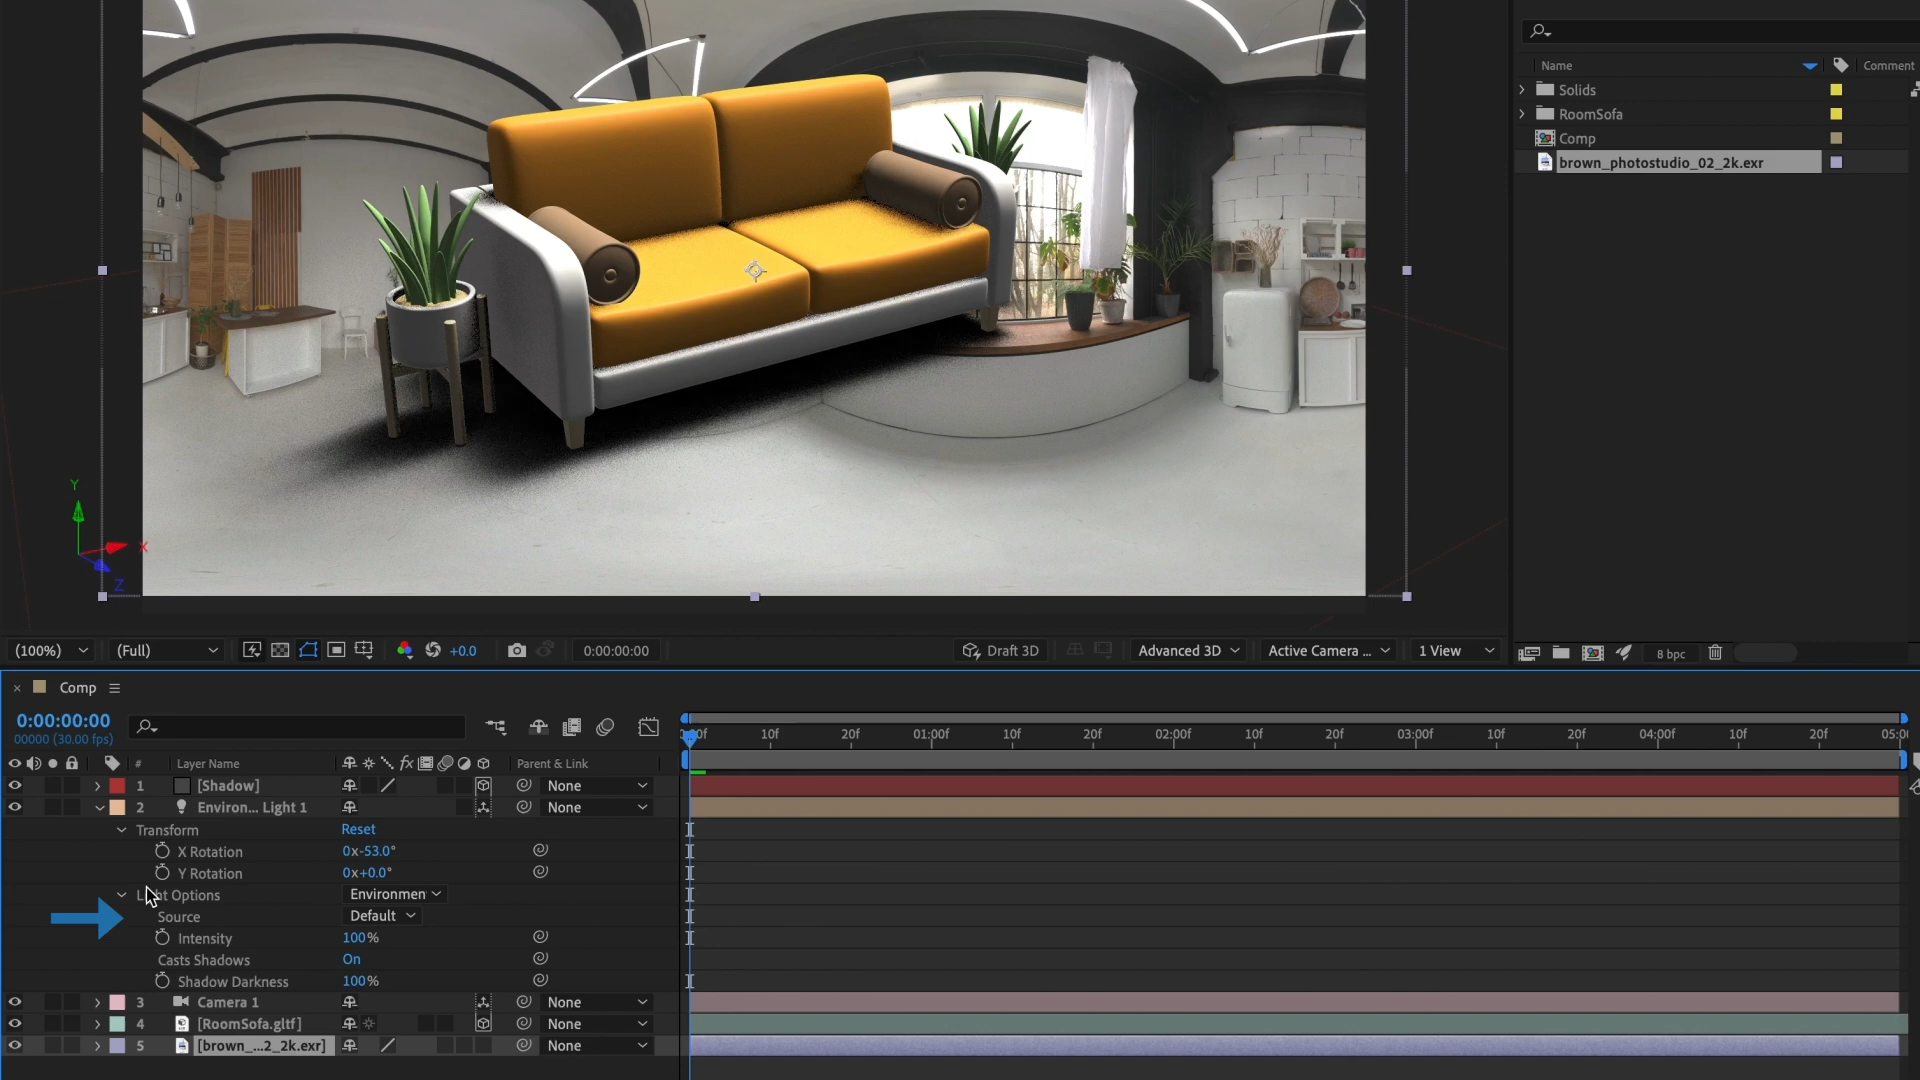 Name Comment
Solids
RoomSofa
Comp
brown_photostudio_02_2k.exr
Y
X
Z
(100%) (Full) +0.0 0:00:00:00 Draft 3D Advanced 3D Active Camera ... 1 View
8 bpc
× Comp
0:00:00:00
00000 (30.00 fps)
10f 20f 01:00f 10f 20f 02:00f 10f 20f 03:00f 10f 20f 04:00f 10f 20f
# Layer Name fx Parent & Link
1 [Shadow] None
2 Environ... Light 1 None
Transform Reset
X Rotation 0x-53.0°
Y Rotation 0x+0.0°
Options Environmen
Source Default
Intensity 100%
Casts Shadows On
Shadow Darkness 100%
3 Camera 1 None
4 [RoomSofa.gltf] None
5 [brown_...2_2k.exr] None